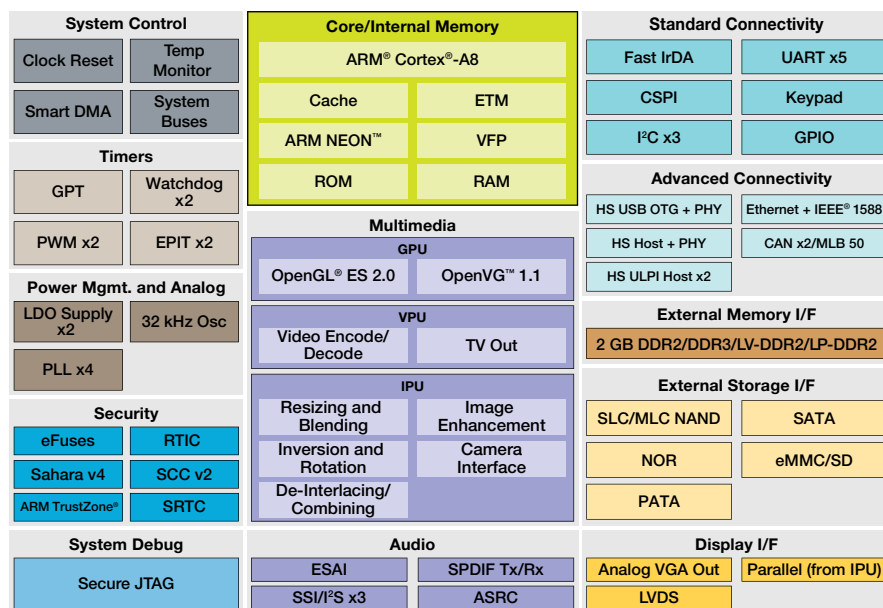 System Control
Clock Reset
Temp
Monitor
Smart DMA
System
Buses
Timers
GPT
Watchdog
x2
PWM x2
EPIT x2
Power Mgmt. and Analog
LDO Supply
x2
32 kHz Osc
PLL x4
Security
eFuses
RTIC
Sahara v4
SCC v2
ARM TrustZone®
SRTC
System Debug
Secure JTAG
Core/Internal Memory
ARM® Cortex®-A8
Cache
ETM
ARM NEON™
VFP
ROM
RAM
Multimedia
GPU
OpenGL® ES 2.0
OpenVG™ 1.1
VPU
Video Encode/
Decode
TV Out
IPU
Resizing and
Blending
Image
Enhancement
Inversion and
Rotation
Camera
Interface
De-Interlacing/
Combining
Audio
ESAI
SPDIF Tx/Rx
SSI/I²S x3
ASRC
Standard Connectivity
Fast IrDA
UART x5
CSPI
Keypad
I²C x3
GPIO
Advanced Connectivity
HS USB OTG + PHY
Ethernet + IEEE® 1588
HS Host + PHY
CAN x2/MLB 50
HS ULPI Host x2
External Memory I/F
2 GB DDR2/DDR3/LV-DDR2/LP-DDR2
External Storage I/F
SLC/MLC NAND
SATA
NOR
eMMC/SD
PATA
Display I/F
Analog VGA Out
Parallel (from IPU)
LVDS